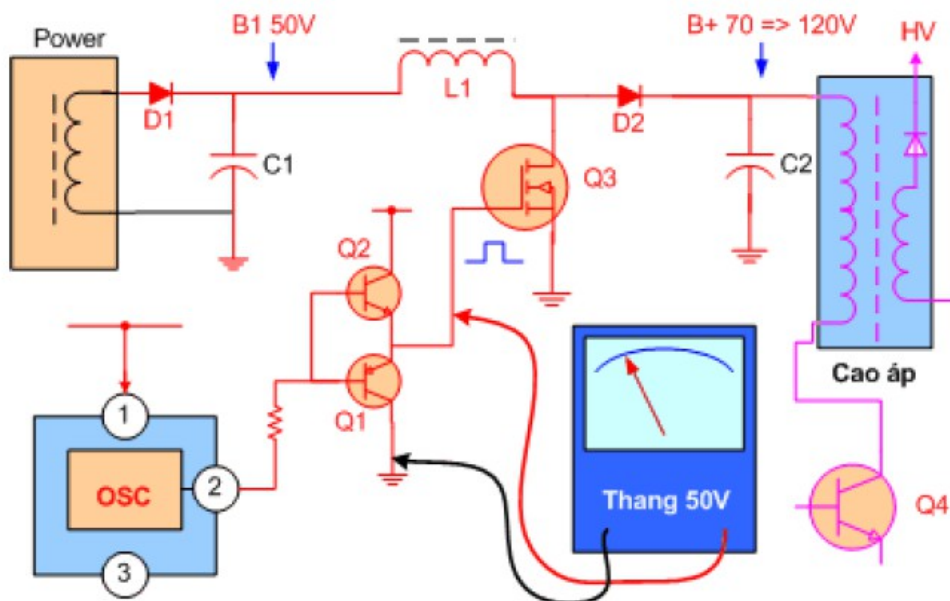 Power
B1 50V
B+ 70 => 120V
HV
D1
L1
D2
C1
C2
Q3
Q2
Q1
Cao áp
1
OSC
2
3
Thang 50V
Q4